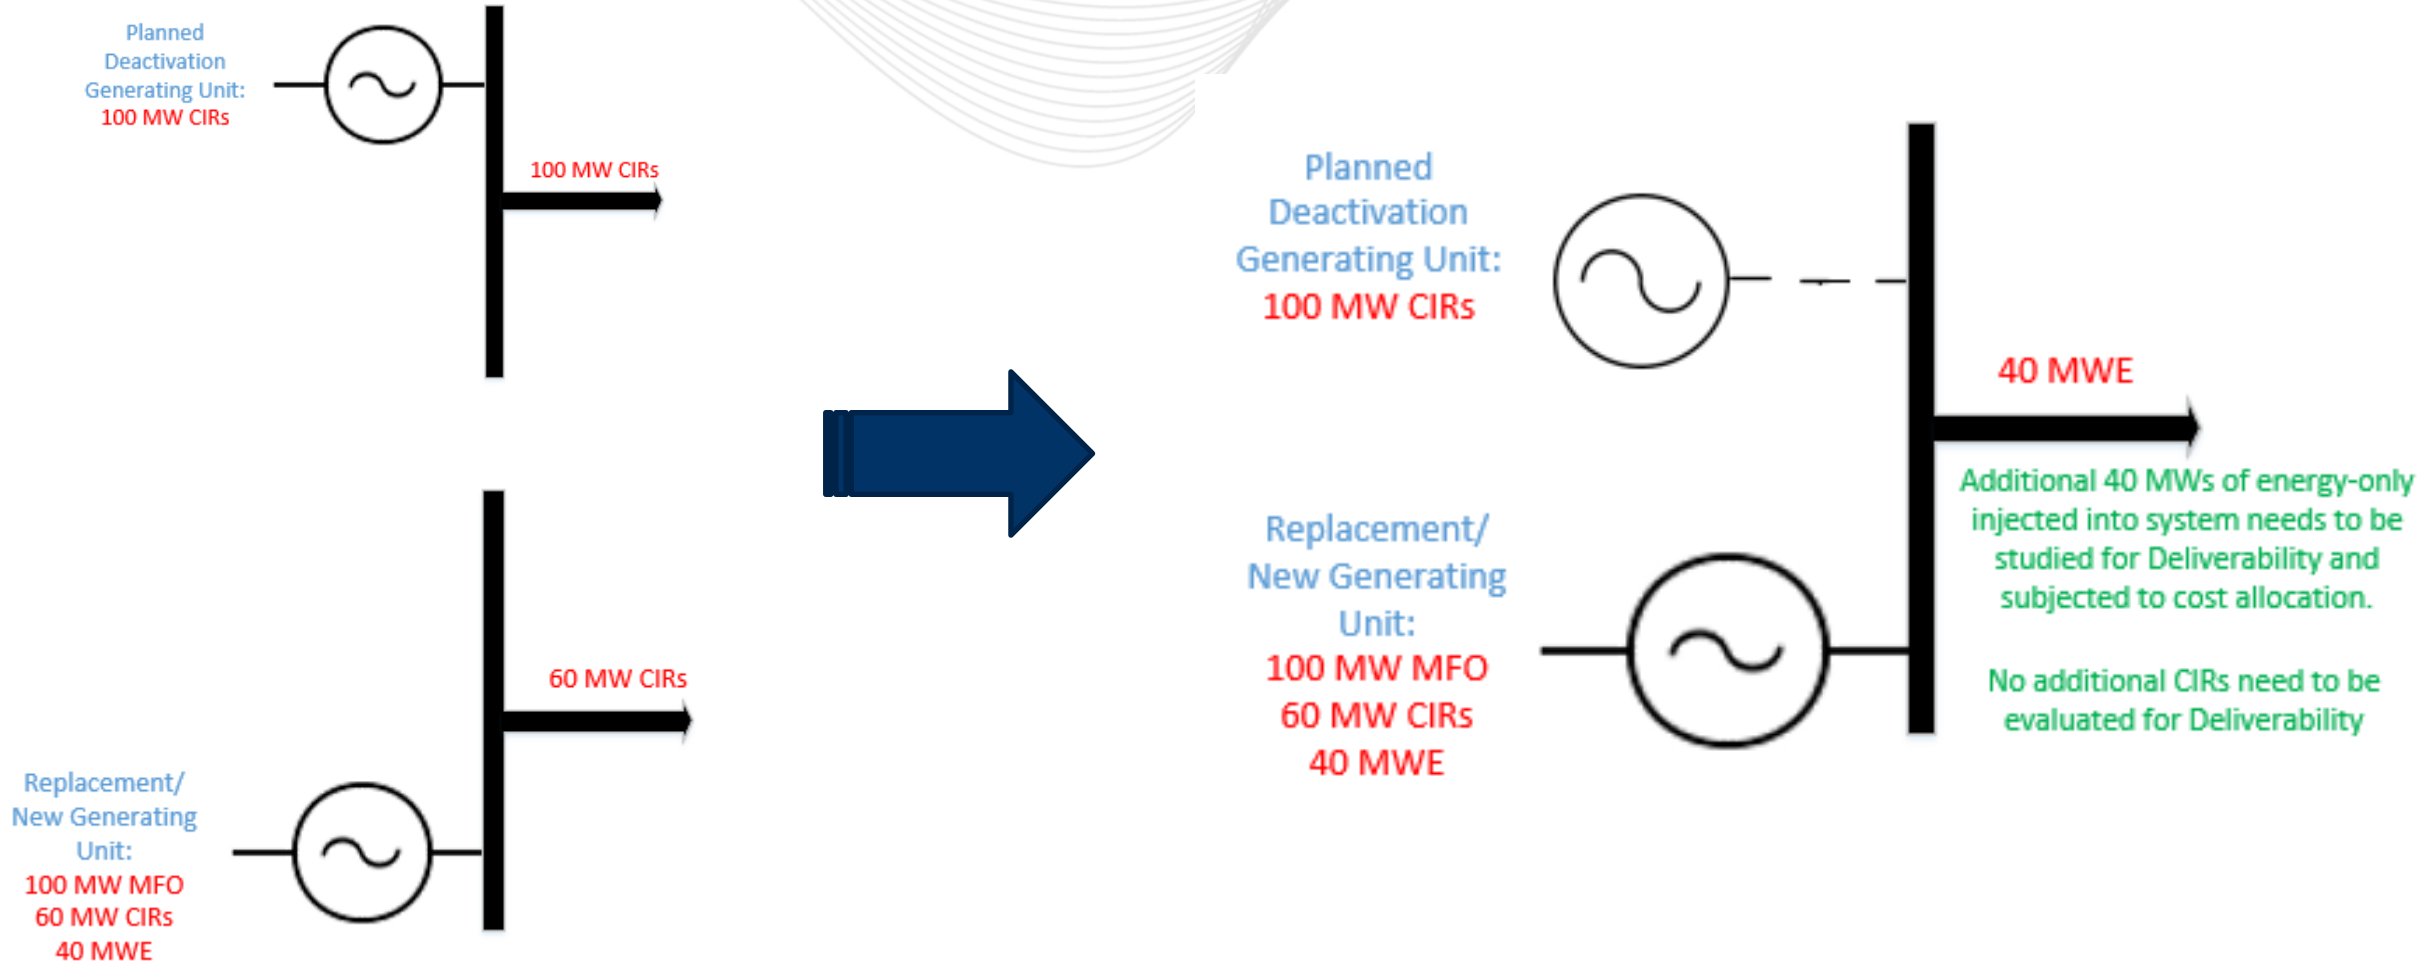 Planned
Deactivation
Generating Unit:
100 MW CIRs
100 MW CIRs
60 MW CIRs
Replacement/
New Generating
Unit:
100 MW MFO
60 MW CIRs
40 MWE
Planned
Deactivation
Generating Unit:
100 MW CIRs
40 MWE
Additional 40 MWs of energy-only
injected into system needs to be
studied for Deliverability and
subjected to cost allocation.
No additional CIRs need to be
evaluated for Deliverability
Replacement/
New Generating
Unit:
100 MW MFO
60 MW CIRs
40 MWE